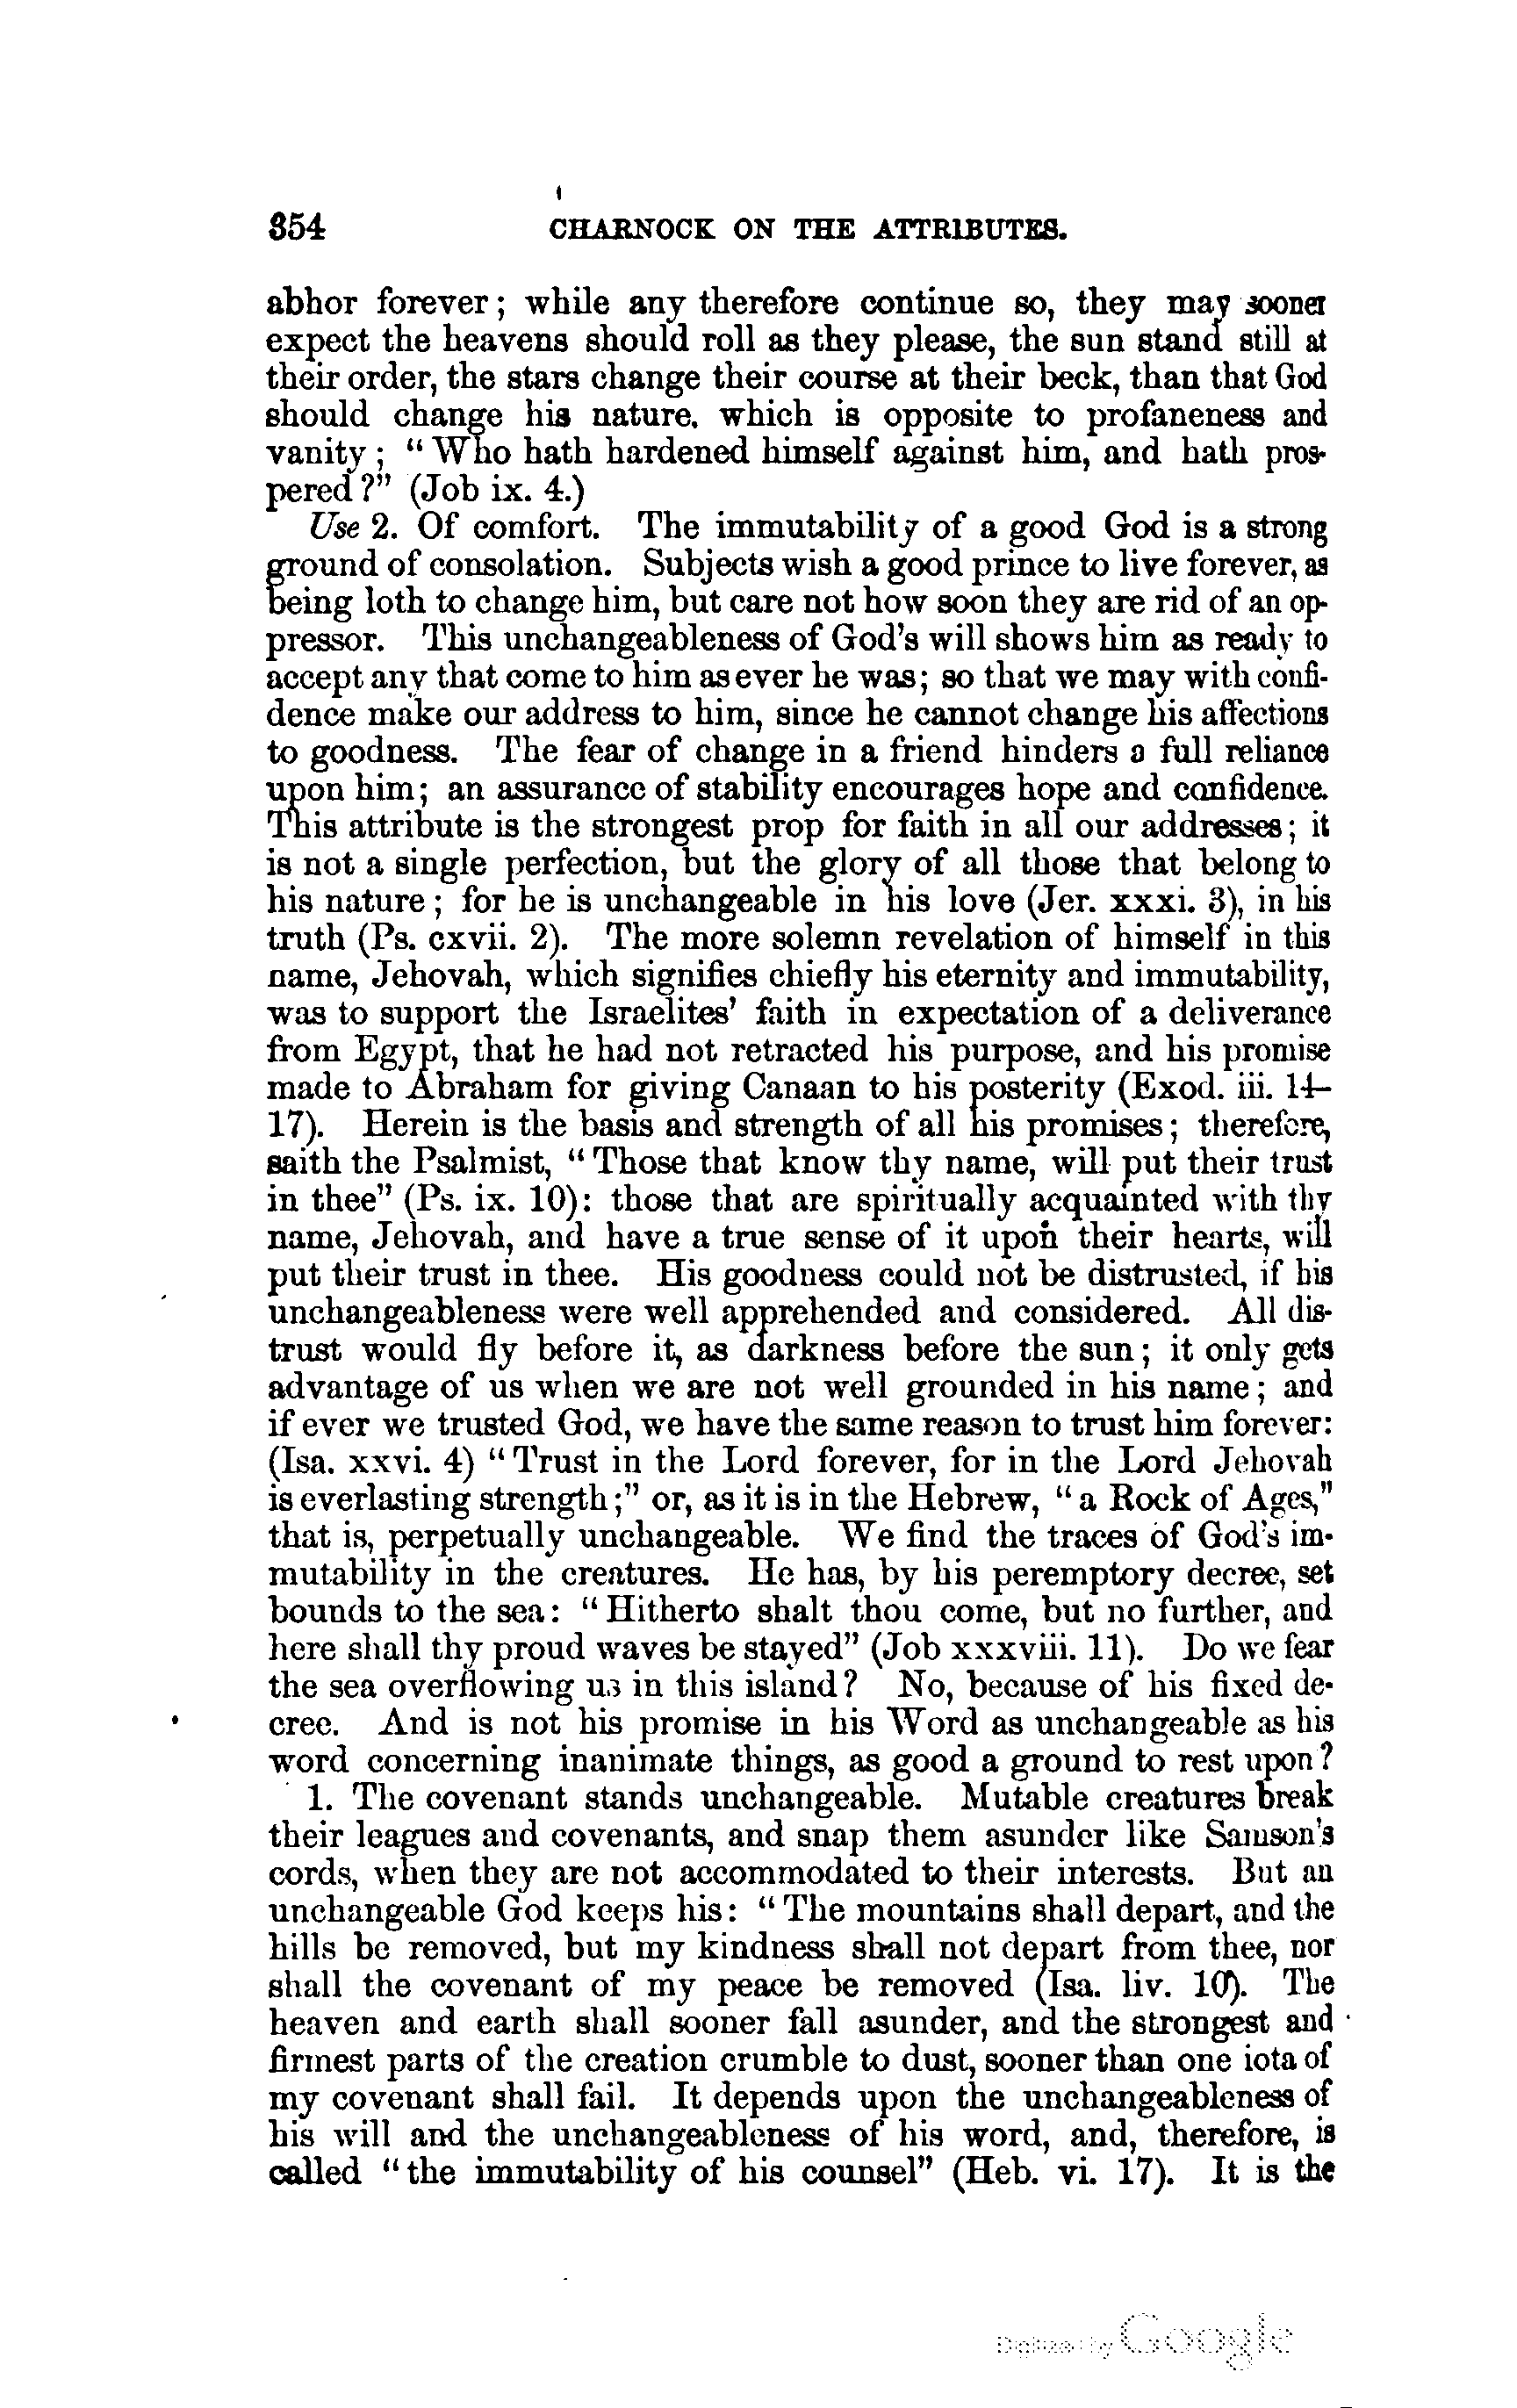 354 CHARNOCK ON THE ATTRIBUTES.
abhor forever; while any therefore continue so, they may sooner
expect the heavens should roll as they please, the sun stand still at
their order, the stars change their course at their beck, than that God
should change his nature. which is opposite to profaneness and
vanity; "Who hath hardened himself against him, and hath pros-
pered?" (Job ix. 4.)
Use 2. Of comfort. The immutability of a good God is a strong
ground of consolation. Subjects wish a good prince to live forever, as
being loth to change him, but care not how soon they are rid of an op-
pressor. This unchangeableness of God's will shows him as ready to
accept any that come to him as ever he was; so that we may with confi-
dence make our address to him, since he cannot change his affections
to goodness. The fear of change in a friend hinders a full reliance
upon him; an assurance of stability encourages hope and confidence.
This attribute is the strongest prop for faith in all our addresses; it
is not a single perfection, but the glory of all those that belong to
his nature; for he is unchangeable in his love (Jer. xxxi. 3), in his
truth (Ps. cxvii. 2). The more solemn revelation of himself in this
name, Jehovah, which signifies chiefly his eternity and immutability,
was to support the Israelites' faith in expectation of a deliverance
from Egypt, that he had not retracted his purpose, and his promise
made to Abraham for giving Canaan to his posterity (Exod. iii. 14-
17). Herein is the basis and strength of all his promises; therefore,
saith the Psalmist, "Those that know thy name, will put their trust
in thee" (Ps. ix. 10): those that are spiritually acquainted with thy
name, Jehovah, and have a true sense of it upon their hearts, will
put their trust in thee. His goodness could not be distrusted, if his
unchangeableness were well apprehended and considered. All dis-
trust would fly before it, as darkness before the sun; it only gets
advantage of us when we are not well grounded in his name; and
if ever we trusted God, we have the same reason to trust him forever:
(Isa. xxvi. 4) "Trust in the Lord forever, for in the Lord Jehovah
is everlasting strength;" or, as it is in the Hebrew, "a Rock of Ages,"
that is, perpetually unchangeable. We find the traces of God's im-
mutability in the creatures. He has, by his peremptory decree, set
bounds to the sea: "Hitherto shalt thou come, but no further, and
here shall thy proud waves be stayed" (Job xxxviii. 11). Do we fear
the sea overflowing us in this island? No, because of his fixed de-
cree. And is not his promise in his Word as unchangeable as his
word concerning inanimate things, as good a ground to rest upon?
1. The covenant stands unchangeable. Mutable creatures break
their leagues and covenants, and snap them asunder like Samson's
cords, when they are not accommodated to their interests. But an
unchangeable God keeps his: "The mountains shall depart, and the
hills be removed, but my kindness shall not depart from thee, nor
shall the covenant of my peace be removed (Isa. liv. 10). The
heaven and earth shall sooner fall asunder, and the strongest and
firmest parts of the creation crumble to dust, sooner than one iota of
my covenant shall fail. It depends upon the unchangeableness of
his will and the unchangeableness of his word, and, therefore, is
called "the immutability of his counsel" (Heb. vi. 17). It is the
Digitized by Google